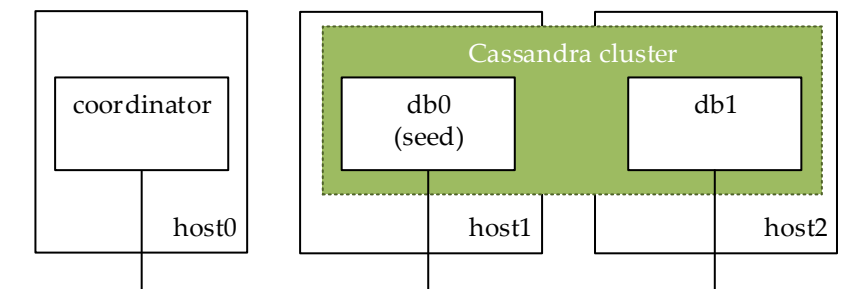 Cassandra cluster
coordinator
db0
(seed)
db1
host0
host1
host2